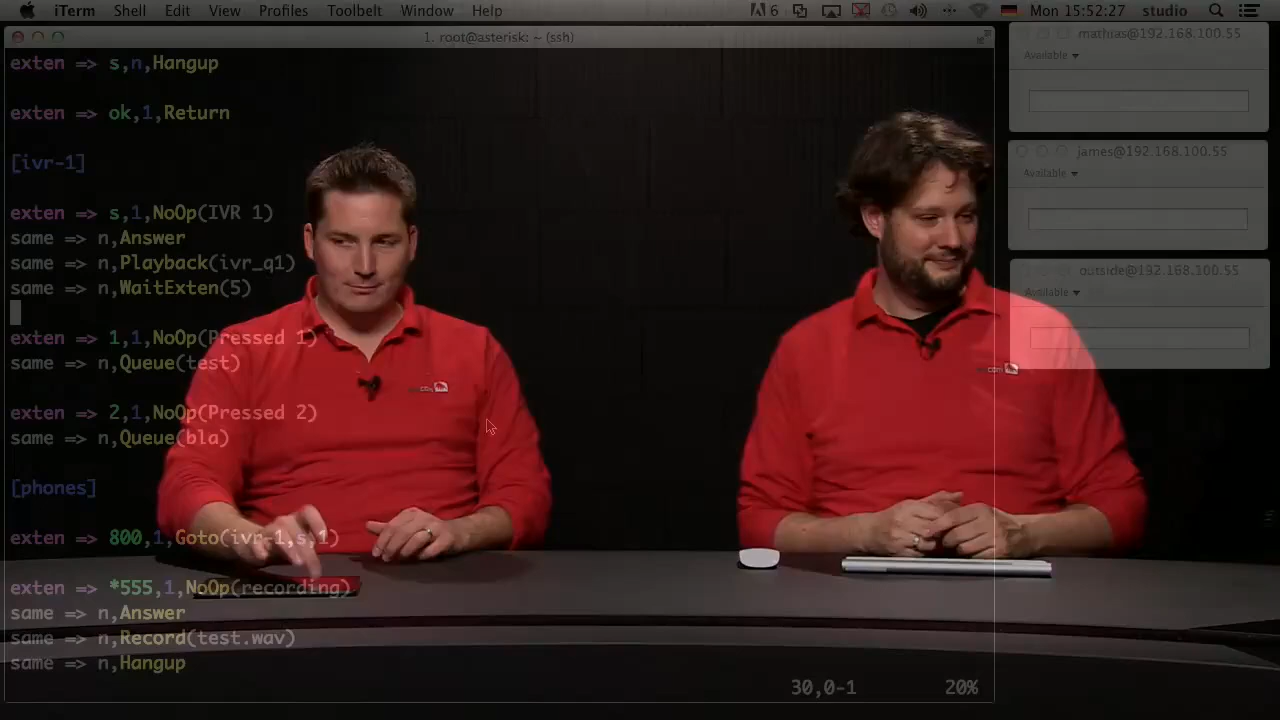 iTerm Shell Edit View Profiles Toolbelt Window Help 6 Mon 15:52:27 studio
1. root@asterisk: ~ (ssh)
exten => s,n,Hangup
exten => ok,1,Return
[ivr-1]
exten => s,1,NoOp(IVR 1)
same => n,Answer
same => n,Playback(ivr_q1)
same => n,WaitExten(5)
exten => 1,1,NoOp(Pressed 1)
same => n,Queue(test)
exten => 2,1,NoOp(Pressed 2)
same => n,Queue(bla)
[phones]
exten => 800,1,Goto(ivr-1,s,1)
exten => *555,1,NoOp(recording)
same => n,Answer
same => n,Record(test.wav)
same => n,Hangup
30,0-1 20%
mathias@192.168.100.55
Available
james@192.168.100.55
Available
outside@192.168.100.55
Available